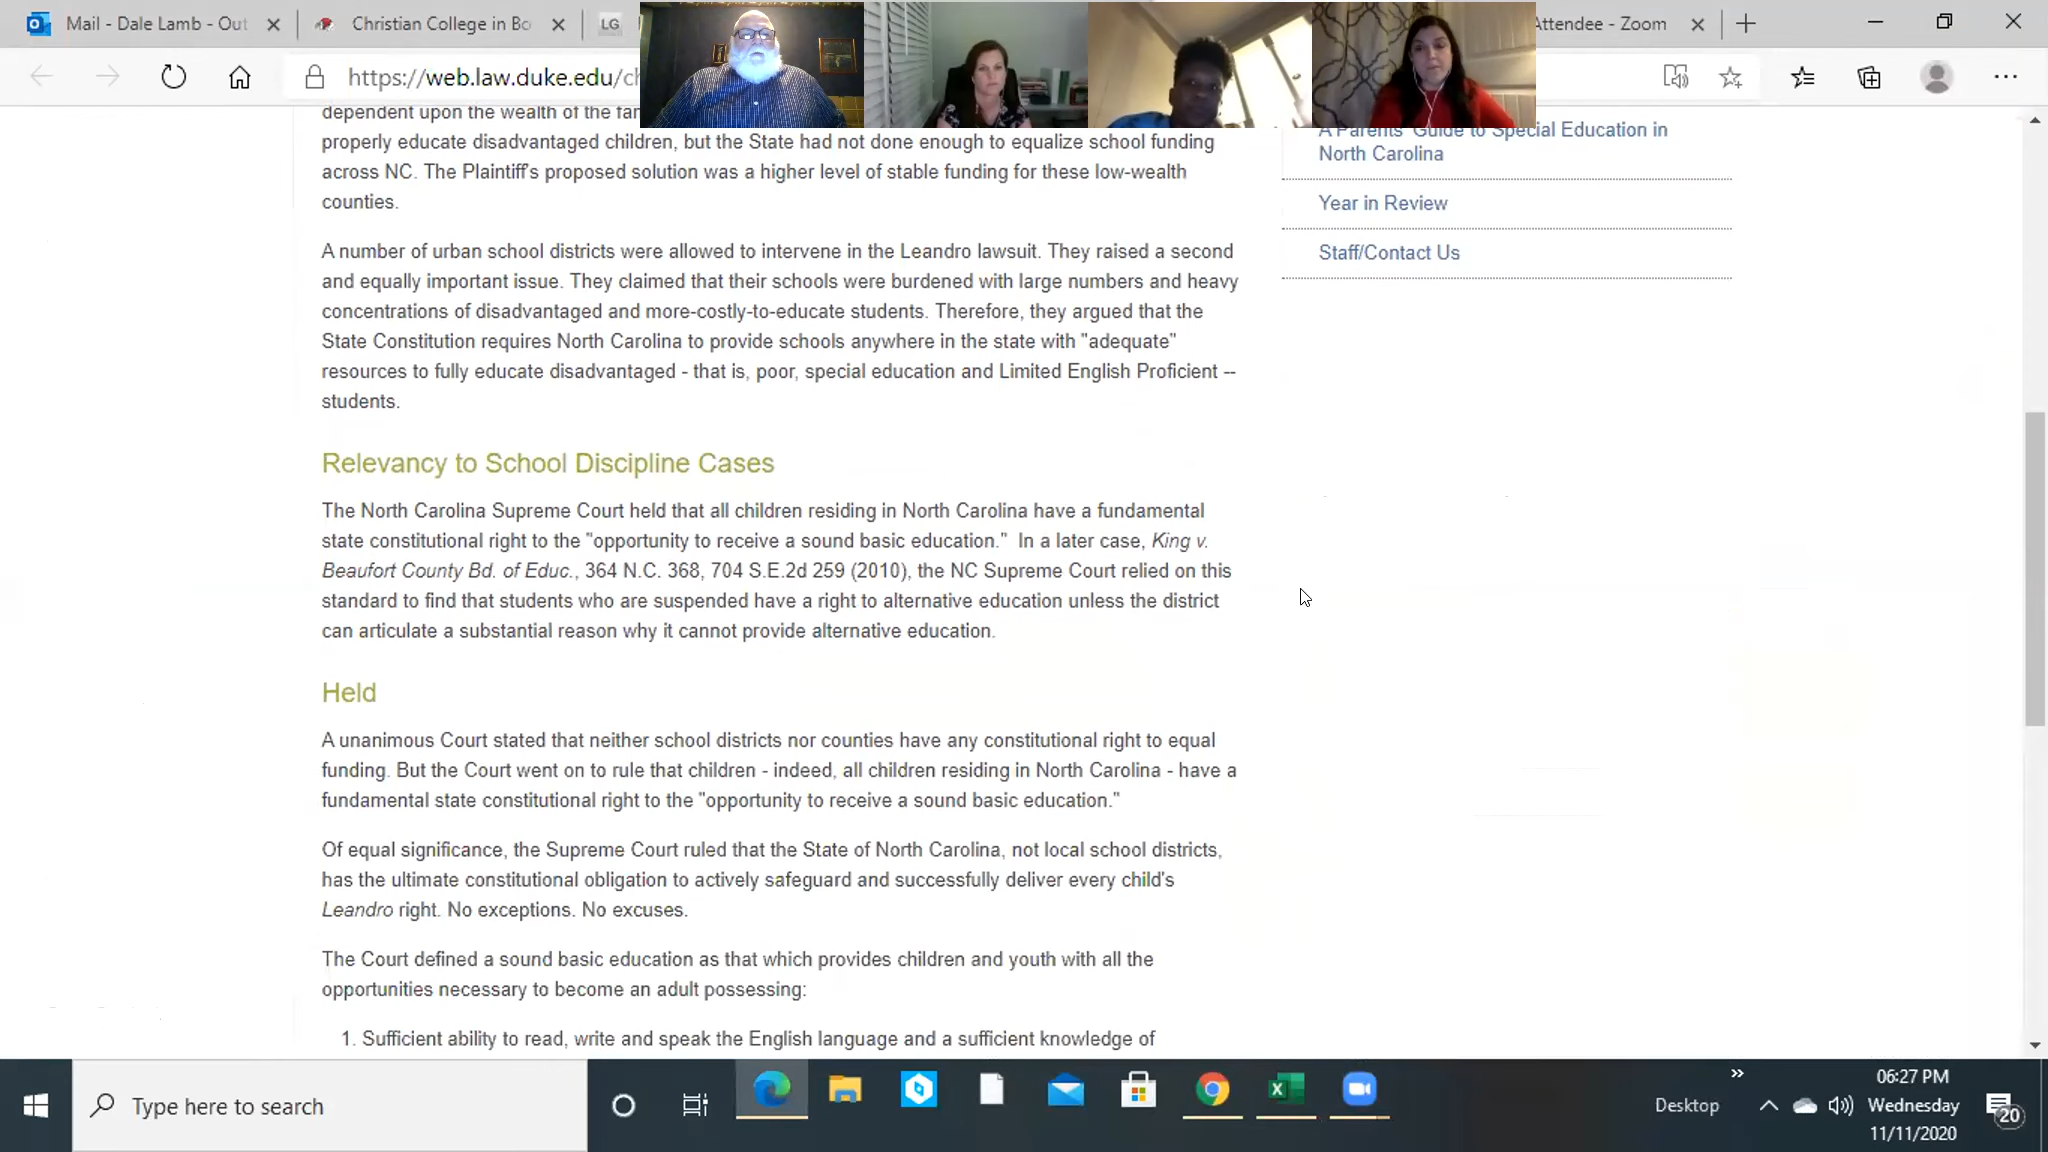 Mail - Dale Lamb - Out
Christian College in Bo
LG
Attendee - Zoom
https://web.law.duke.edu/ch
dependent upon the wealth of the fam
properly educate disadvantaged children, but the State had not done enough to equalize school funding
across NC. The Plaintiff's proposed solution was a higher level of stable funding for these low-wealth
counties.
A number of urban school districts were allowed to intervene in the Leandro lawsuit. They raised a second
and equally important issue. They claimed that their schools were burdened with large numbers and heavy
concentrations of disadvantaged and more-costly-to-educate students. Therefore, they argued that the
State Constitution requires North Carolina to provide schools anywhere in the state with "adequate"
resources to fully educate disadvantaged - that is, poor, special education and Limited English Proficient --
students.
Relevancy to School Discipline Cases
The North Carolina Supreme Court held that all children residing in North Carolina have a fundamental
state constitutional right to the "opportunity to receive a sound basic education." In a later case, King v.
Beaufort County Bd. of Educ., 364 N.C. 368, 704 S.E.2d 259 (2010), the NC Supreme Court relied on this
standard to find that students who are suspended have a right to alternative education unless the district
can articulate a substantial reason why it cannot provide alternative education.
Held
A unanimous Court stated that neither school districts nor counties have any constitutional right to equal
funding. But the Court went on to rule that children - indeed, all children residing in North Carolina - have a
fundamental state constitutional right to the "opportunity to receive a sound basic education."
Of equal significance, the Supreme Court ruled that the State of North Carolina, not local school districts,
has the ultimate constitutional obligation to actively safeguard and successfully deliver every child's
Leandro right. No exceptions. No excuses.
The Court defined a sound basic education as that which provides children and youth with all the
opportunities necessary to become an adult possessing:
1. Sufficient ability to read, write and speak the English language and a sufficient knowledge of
A Parents' Guide to Special Education in
North Carolina
Year in Review
Staff/Contact Us
Type here to search
Desktop
06:27 PM
Wednesday
11/11/2020
20